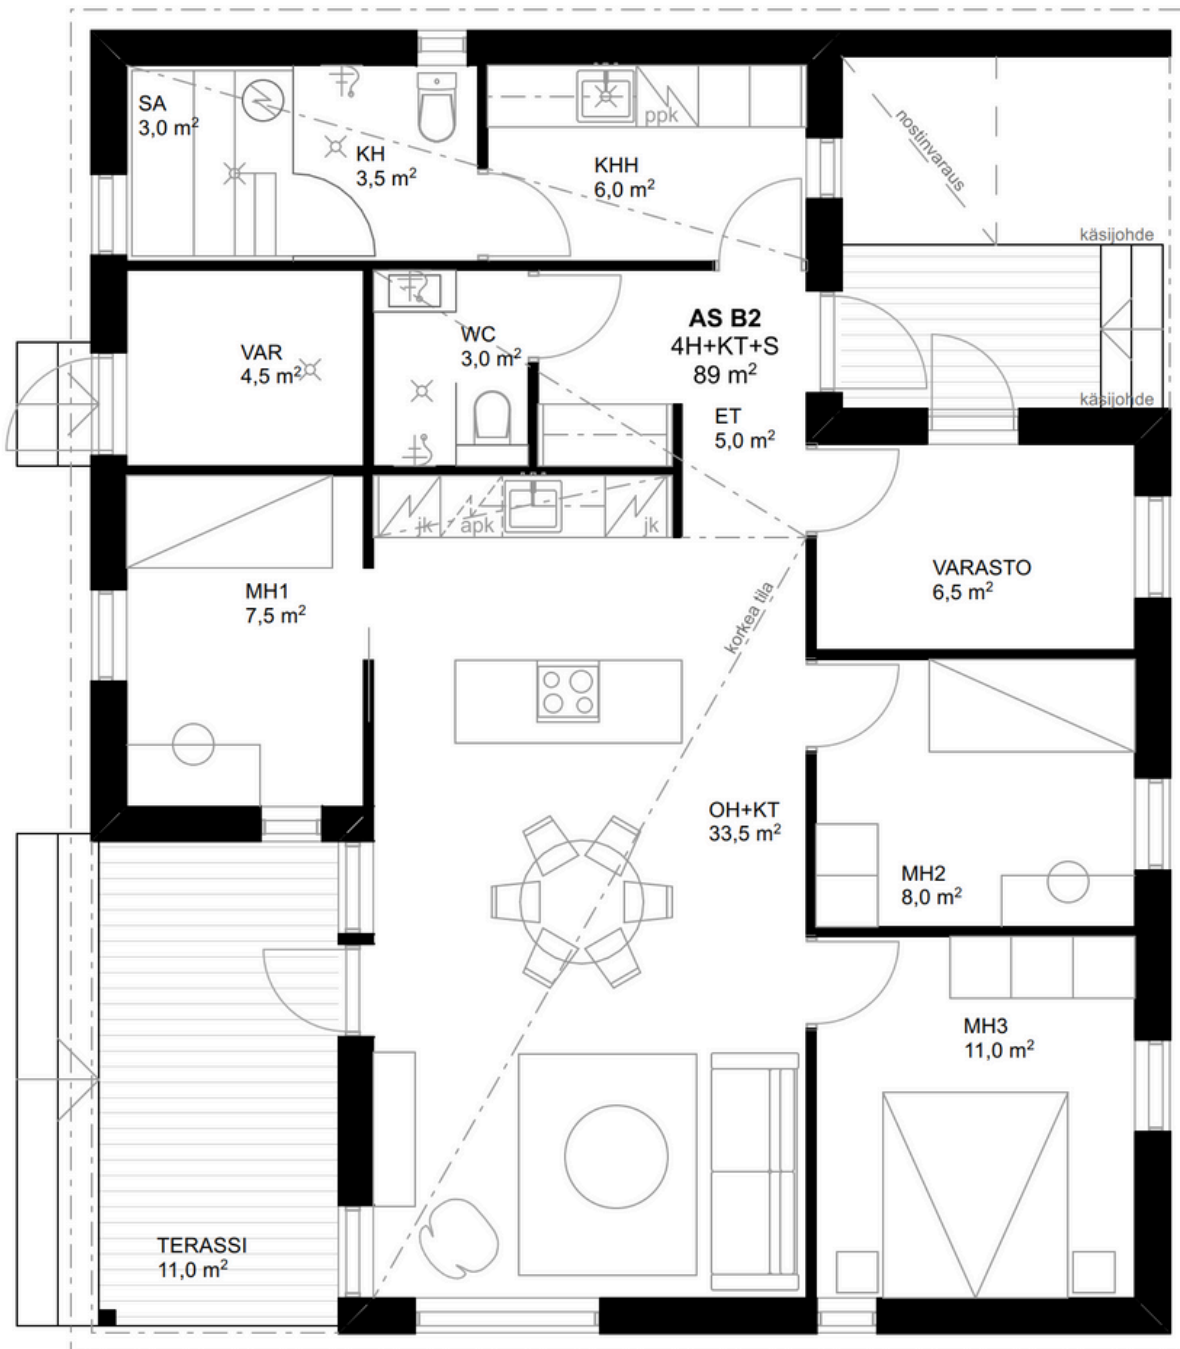 SA
3,0 m²
KH
3,5 m²
ppk
KHH
6,0 m²
nostinvaraus
käsijohde
VAR
4,5 m²
WC
3,0 m²
AS B2
4H+KT+S
89 m²
ET
5,0 m²
käsijohde
jk
apk
jk
MH1
7,5 m²
korkea tila
VARASTO
6,5 m²
OH+KT
33,5 m²
MH2
8,0 m²
MH3
11,0 m²
TERASSI
11,0 m²